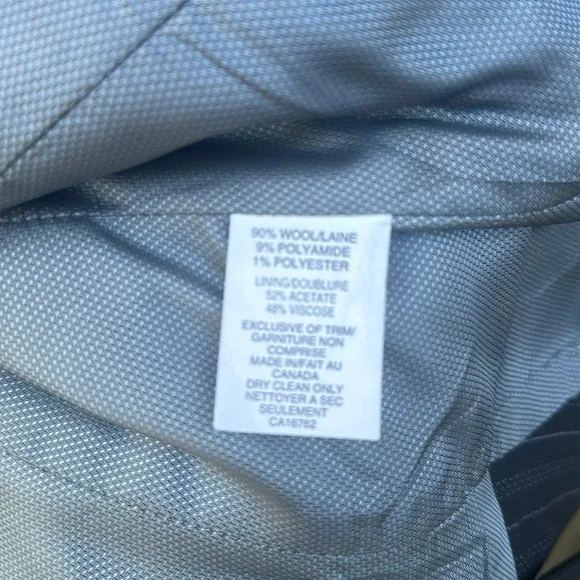 90% WOOL/LAINE
9% POLYAMIDE
1% POLYESTER
LINING/DOUBLURE
52% ACETATE
48% VISCOSE
EXCLUSIVE OF TRIM/
GARNITURE NON
COMPRISE
MADE IN/FAIT AU
CANADA
DRY CLEAN ONLY
NETTOYER A SEC
SEULEMENT
CA16762